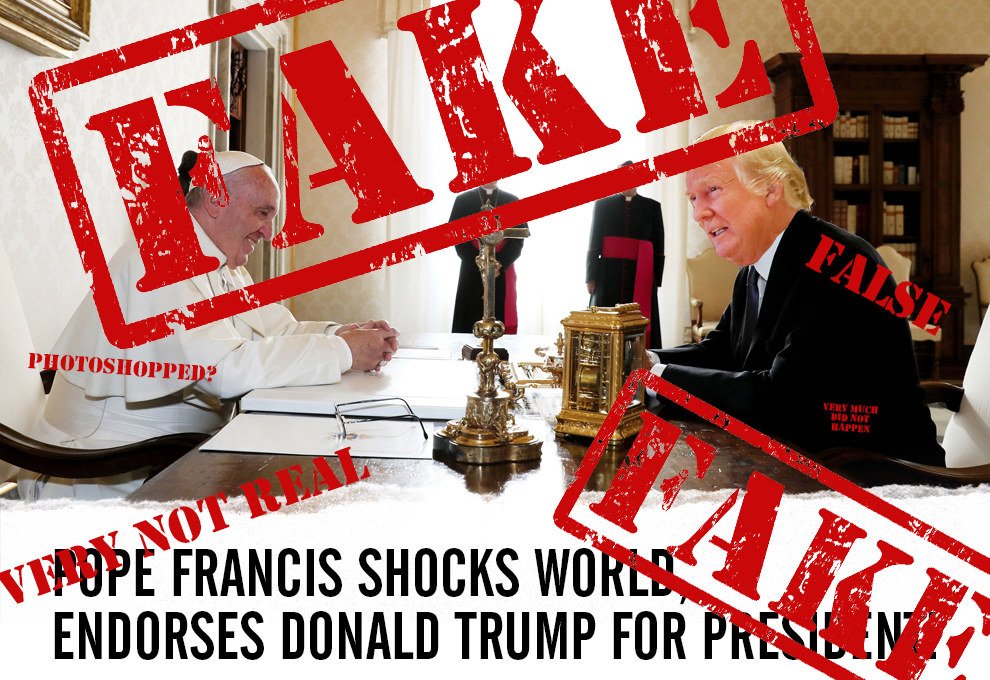 FAKE
FALSE
PHOTOSHOPPED?
VERY MUCH
DID NOT
HAPPEN
FAKE
VERY NOT REAL
POPE FRANCIS SHOCKS WORLD,
ENDORSES DONALD TRUMP FOR PRESIDENT